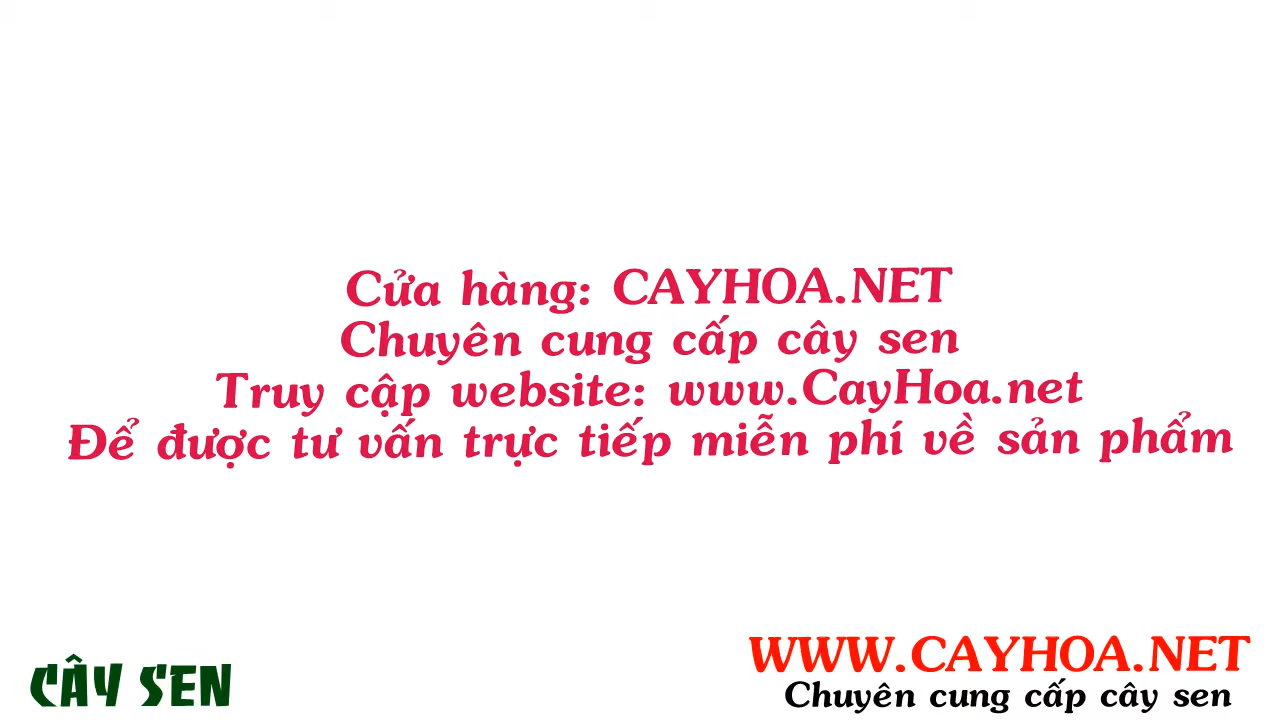 Cửa hàng: CAYHOA.NET
Chuyên cung cấp cây sen
Truy cập website: www.CayHoa.net
Để được tư vấn trực tiếp miễn phí về sản phẩm
CÂY SEN
WWW.CAYHOA.NET
Chuyên cung cấp cây sen